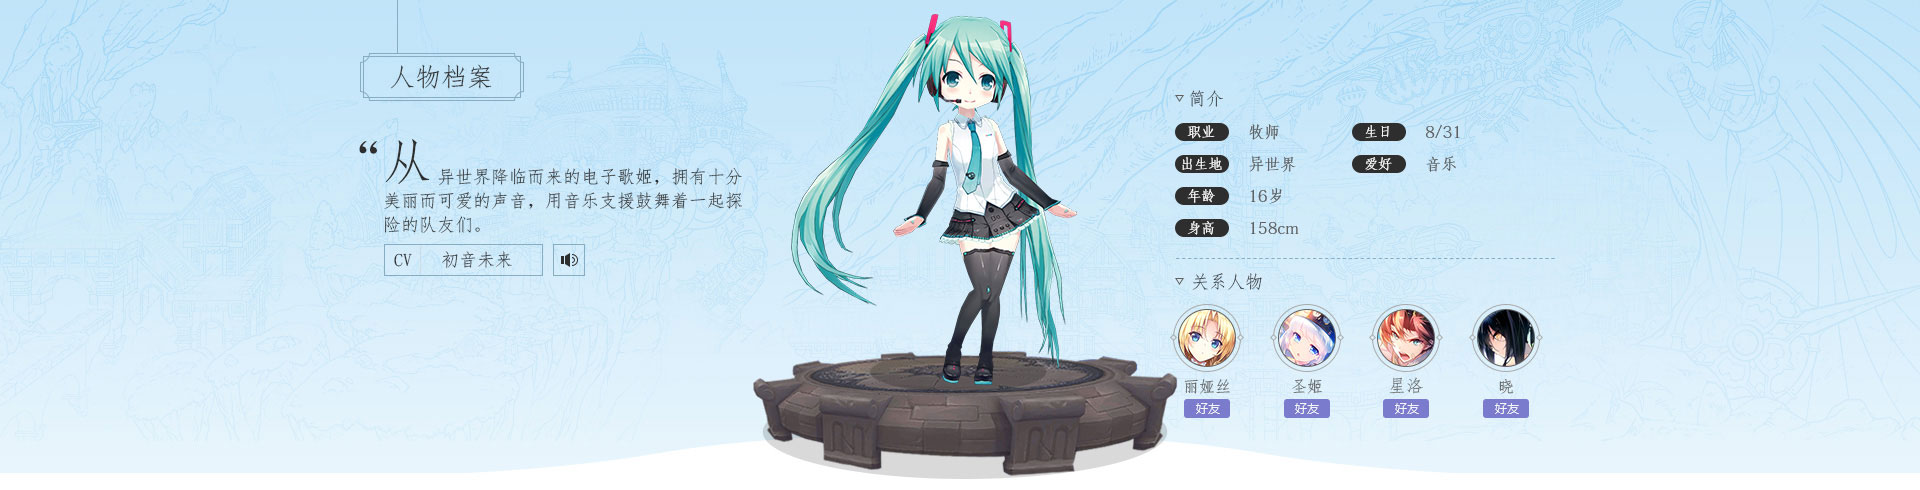 人物档案
“从异世界降临而来的电子歌姬，拥有十分
美丽而可爱的声音，用音乐支援鼓舞着一起探
险的队友们。
CV 初音未来
简介
职业 牧师 生日 8/31
出生地 异世界 爱好 音乐
年龄 16岁
身高 158cm
关系人物
丽娅丝 圣姬 星洛 晓
好友 好友 好友 好友